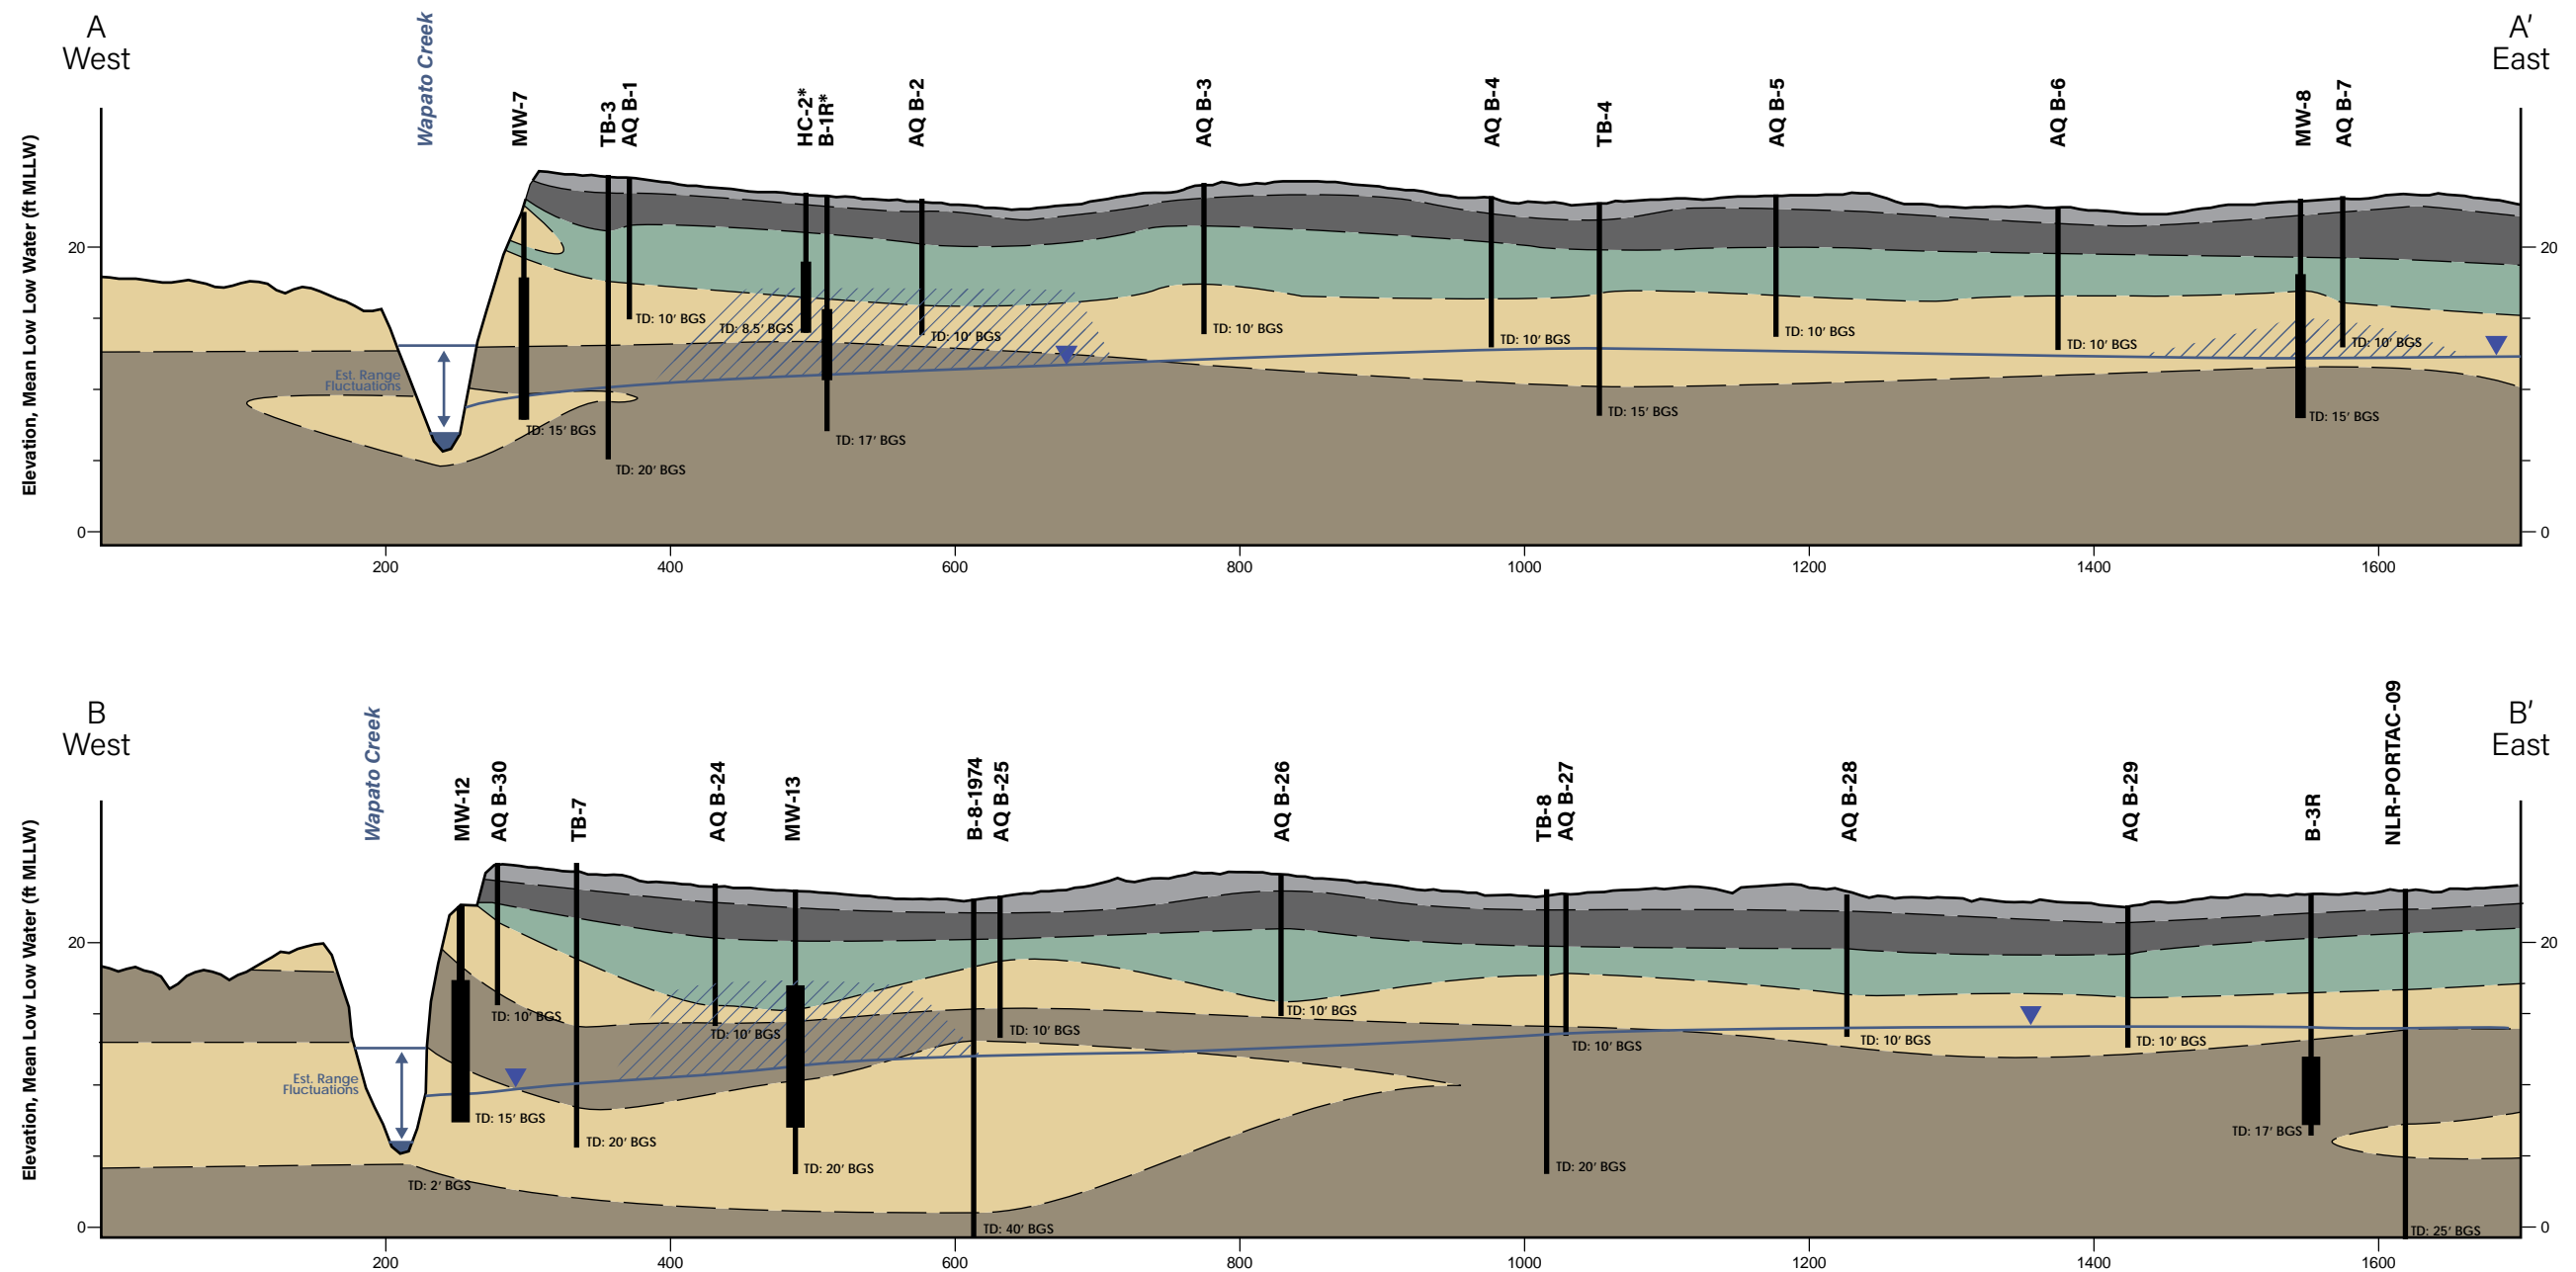 A
West
Wapato Creek
A'
East
MW-7
TB-3
AQ B-1
HC-2*
B-1R*
AQ B-2
AQ B-3
AQ B-4
TB-4
AQ B-5
AQ B-6
MW-8
AQ B-7
Elevation, Mean Low Low Water (ft MLLW)
20
20
TD: 10' BGS
TD: 8.5' BGS
TD: 10' BGS
TD: 10' BGS
TD: 10' BGS
TD: 10' BGS
TD: 10' BGS
TD: 10' BGS
Est. Range
Fluctuations
TD: 15' BGS
TD: 17' BGS
TD: 15' BGS
TD: 15' BGS
TD: 20' BGS
0
0
200
400
600
800
1000
1200
1400
1600
B
West
Wapato Creek
B'
East
MW-12
AQ B-30
TB-7
AQ B-24
MW-13
B-8-1974
AQ B-25
AQ B-26
TB-8
AQ B-27
AQ B-28
AQ B-29
B-3R
NLR-PORTAC-09
Elevation, Mean Low Low Water (ft MLLW)
20
20
TD: 10' BGS
TD: 10' BGS
TD: 10' BGS
TD: 10' BGS
TD: 10' BGS
TD: 10' BGS
TD: 10' BGS
Est. Range
Fluctuations
TD: 15' BGS
TD: 20' BGS
TD: 20' BGS
TD: 20' BGS
TD: 17' BGS
TD: 2' BGS
TD: 40' BGS
TD: 25' BGS
0
0
200
400
600
800
1000
1200
1400
1600